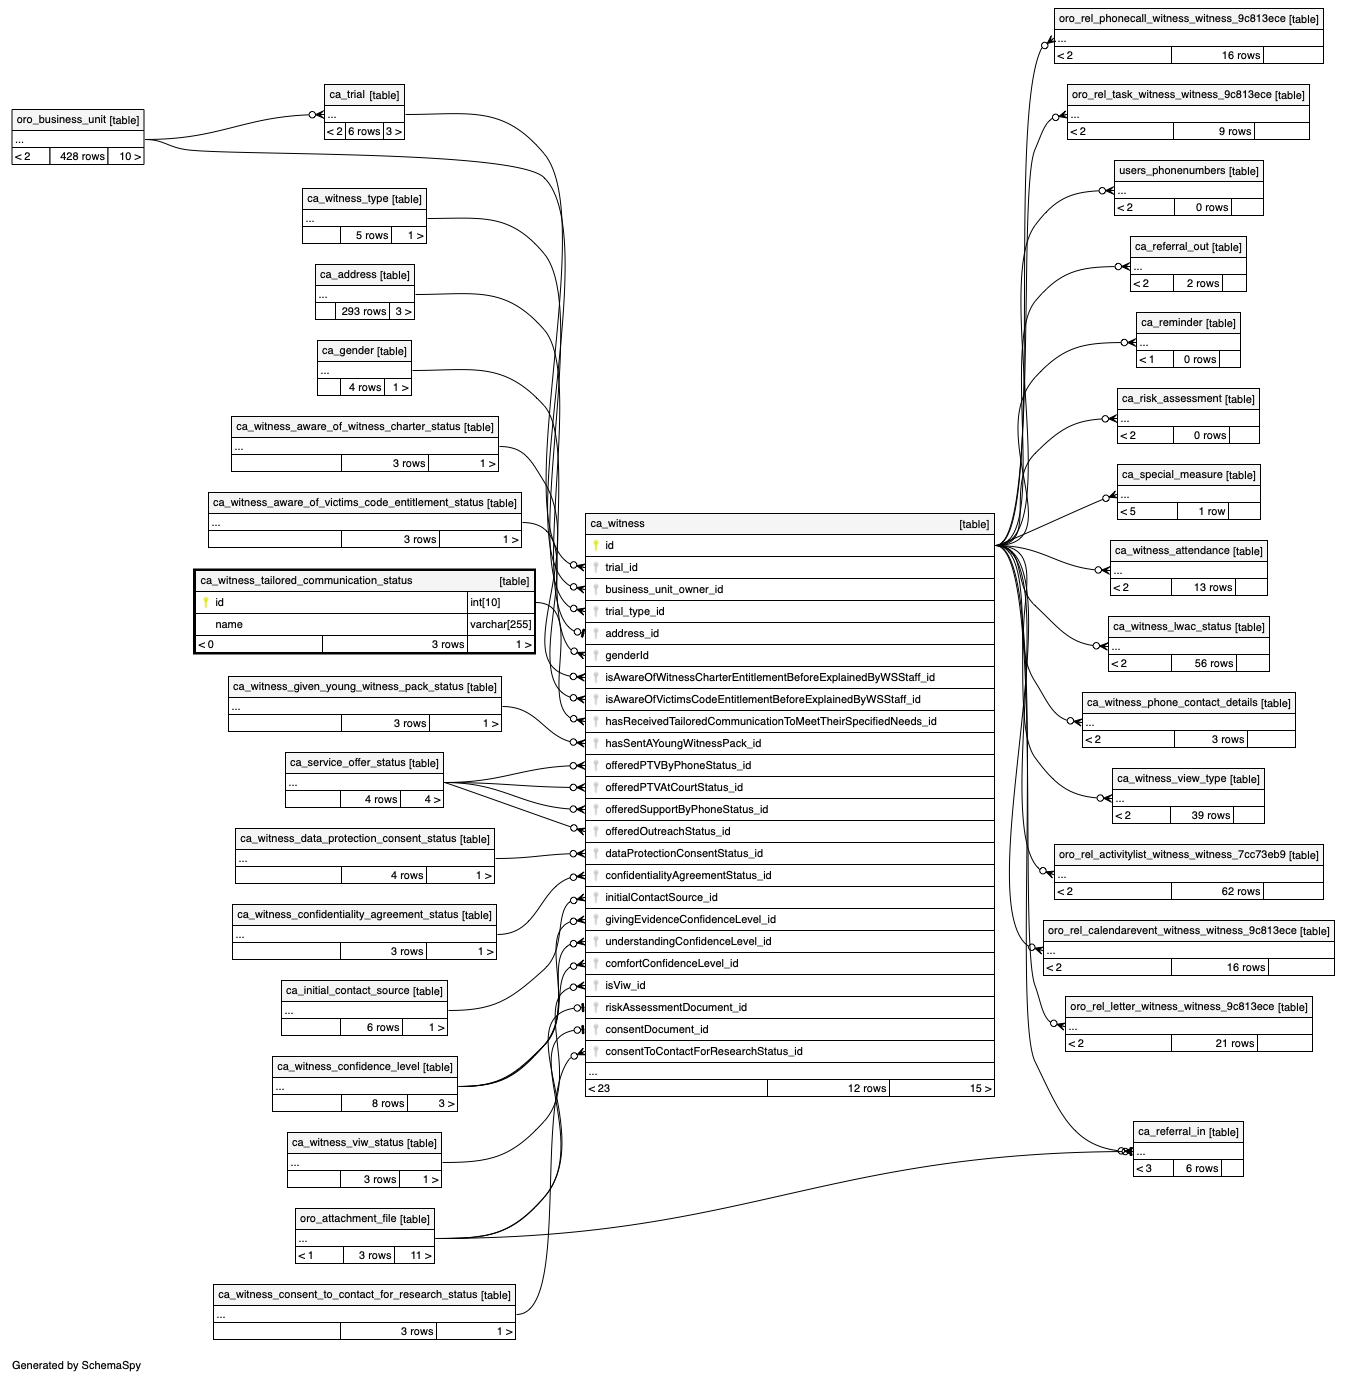 oro_business_unit [table]
...
< 2 428 rows 10 >
ca_trial [table]
...
< 2 6 rows 3 >
ca_witness_type [table]
...
5 rows 1 >
ca_address [table]
...
293 rows 3 >
ca_gender [table]
...
4 rows 1 >
ca_witness_aware_of_witness_charter_status [table]
...
3 rows 1 >
ca_witness_aware_of_victims_code_entitlement_status [table]
...
3 rows 1 >
ca_witness_tailored_communication_status [table]
id int[10]
name varchar[255]
< 0 3 rows 1 >
ca_witness_given_young_witness_pack_status [table]
...
3 rows 1 >
ca_service_offer_status [table]
...
4 rows 4 >
ca_witness_data_protection_consent_status [table]
...
4 rows 1 >
ca_witness_confidentiality_agreement_status [table]
...
3 rows 1 >
ca_initial_contact_source [table]
...
6 rows 1 >
ca_witness_confidence_level [table]
...
8 rows 3 >
ca_witness_viw_status [table]
...
3 rows 1 >
oro_attachment_file [table]
...
< 1 3 rows 11 >
ca_witness_consent_to_contact_for_research_status [table]
...
3 rows 1 >
ca_witness [table]
id
trial_id
business_unit_owner_id
trial_type_id
address_id
genderId
isAwareOfWitnessCharterEntitlementBeforeExplainedByWSStaff_id
isAwareOfVictimsCodeEntitlementBeforeExplainedByWSStaff_id
hasReceivedTailoredCommunicationToMeetTheirSpecifiedNeeds_id
hasSentAYoungWitnessPack_id
offeredPTVByPhoneStatus_id
offeredPTVAtCourtStatus_id
offeredSupportByPhoneStatus_id
offeredOutreachStatus_id
dataProtectionConsentStatus_id
confidentialityAgreementStatus_id
initialContactSource_id
givingEvidenceConfidenceLevel_id
understandingConfidenceLevel_id
comfortConfidenceLevel_id
isViw_id
riskAssessmentDocument_id
consentDocument_id
consentToContactForResearchStatus_id
...
< 23 12 rows 15 >
oro_rel_phonecall_witness_witness_9c813ece [table]
...
< 2 16 rows
oro_rel_task_witness_witness_9c813ece [table]
...
< 2 9 rows
users_phonenumbers [table]
...
< 2 0 rows
ca_referral_out [table]
...
< 2 2 rows
ca_reminder [table]
...
< 1 0 rows
ca_risk_assessment [table]
...
< 2 0 rows
ca_special_measure [table]
...
< 5 1 row
ca_witness_attendance [table]
...
< 2 13 rows
ca_witness_lwac_status [table]
...
< 2 56 rows
ca_witness_phone_contact_details [table]
...
< 2 3 rows
ca_witness_view_type [table]
...
< 2 39 rows
oro_rel_activitylist_witness_witness_7cc73eb9 [table]
...
< 2 62 rows
oro_rel_calendarevent_witness_witness_9c813ece [table]
...
< 2 16 rows
oro_rel_letter_witness_witness_9c813ece [table]
...
< 2 21 rows
ca_referral_in [table]
...
< 3 6 rows
Generated by SchemaSpy